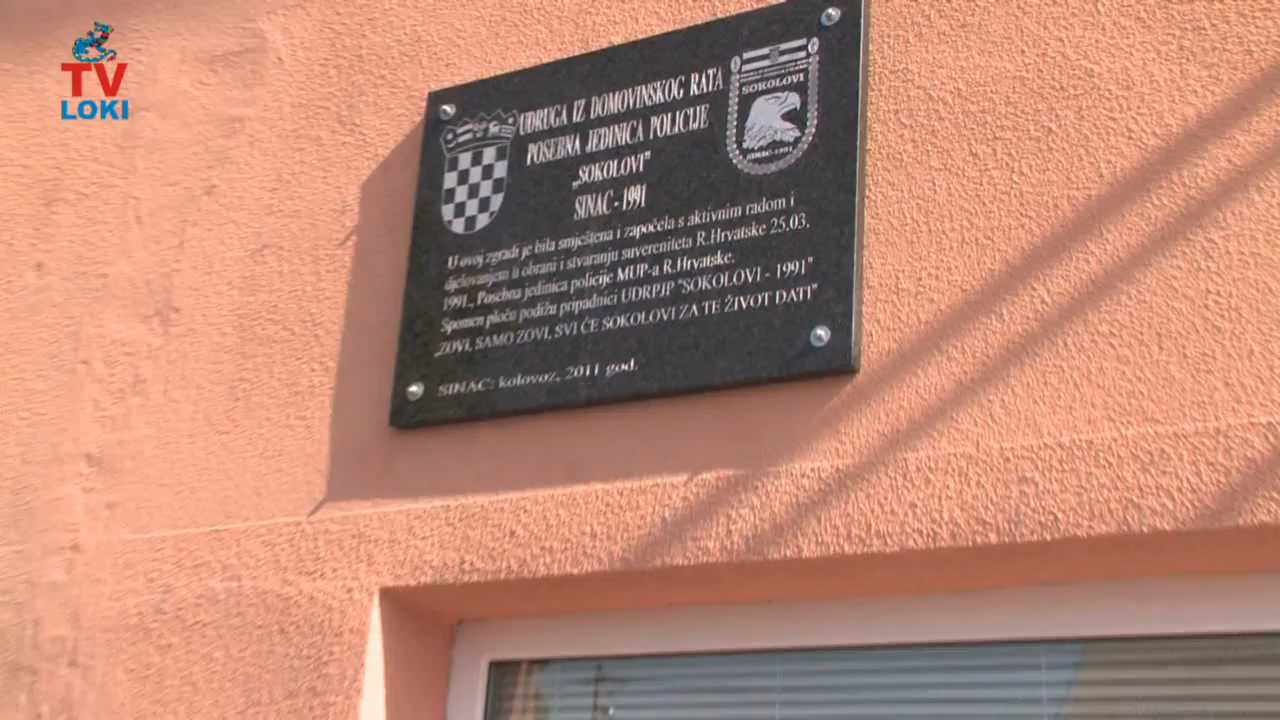 TV
LOKI
UDRUGA IZ DOMOVINSKOG RATA
POSEBNA JEDINICA POLICIJE
„SOKOLOVI"
SINAC - 1991
SOKOLOVI
SINAC-1991
U ovoj zgradi je bila smještena i započela s aktivnim radom i
djelovanjem u obrani i stvaranju suvereniteta R.Hrvatske 25.03.
1991., Posebna jedinica policije MUP-a R.Hrvatske.
Spomen ploču podižu pripadnici UDRPJP "SOKOLOVI - 1991"
„ZOVI, SAMO ZOVI, SVI ĆE SOKOLOVI ZA TE ŽIVOT DATI"
SINAC: kolovoz, 2011 god.